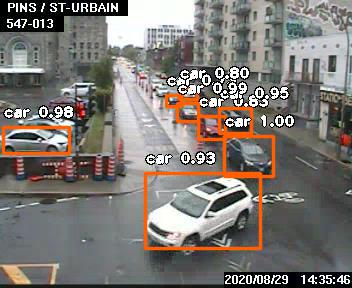 PINS / ST-URBAIN
547-013
car 0.80
car 0.99
car 0.95
car 0.83
car 0.98
car 1.00
car 0.93
2020/08/29 14:35:46